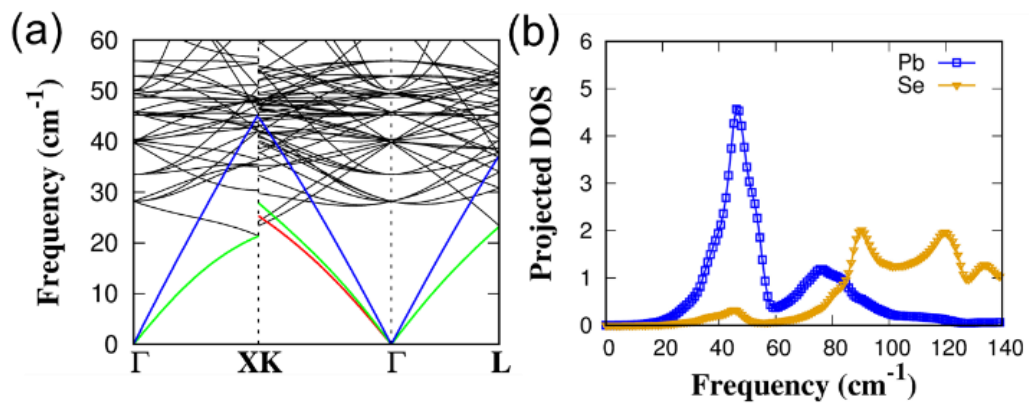 (a)
60
50
40
30
20
10
0
Frequency (cm-1)
Γ
XK
Γ
L
(b)
6
5
4
3
2
1
0
Projected DOS
Pb
Se
0 20 40 60 80 100 120 140
Frequency (cm-1)